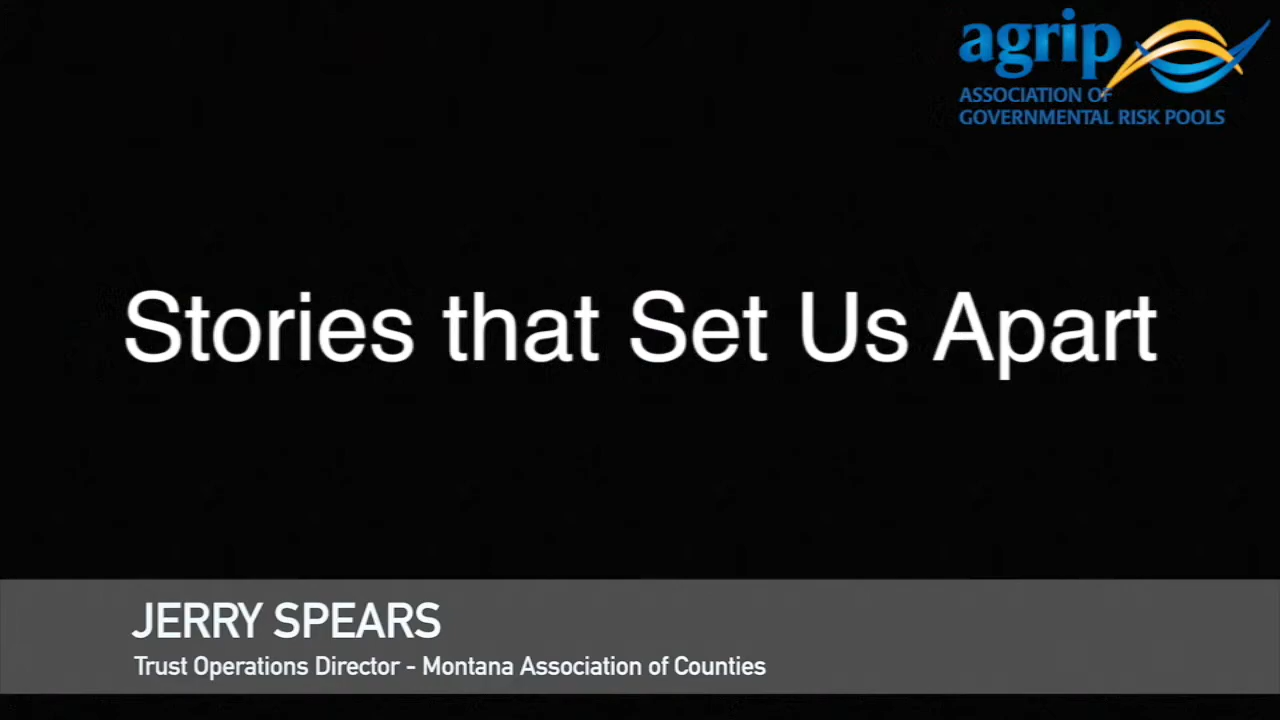 agrip
ASSOCIATION OF
GOVERNMENTAL RISK POOLS
Stories that Set Us Apart
JERRY SPEARS
Trust Operations Director - Montana Association of Counties